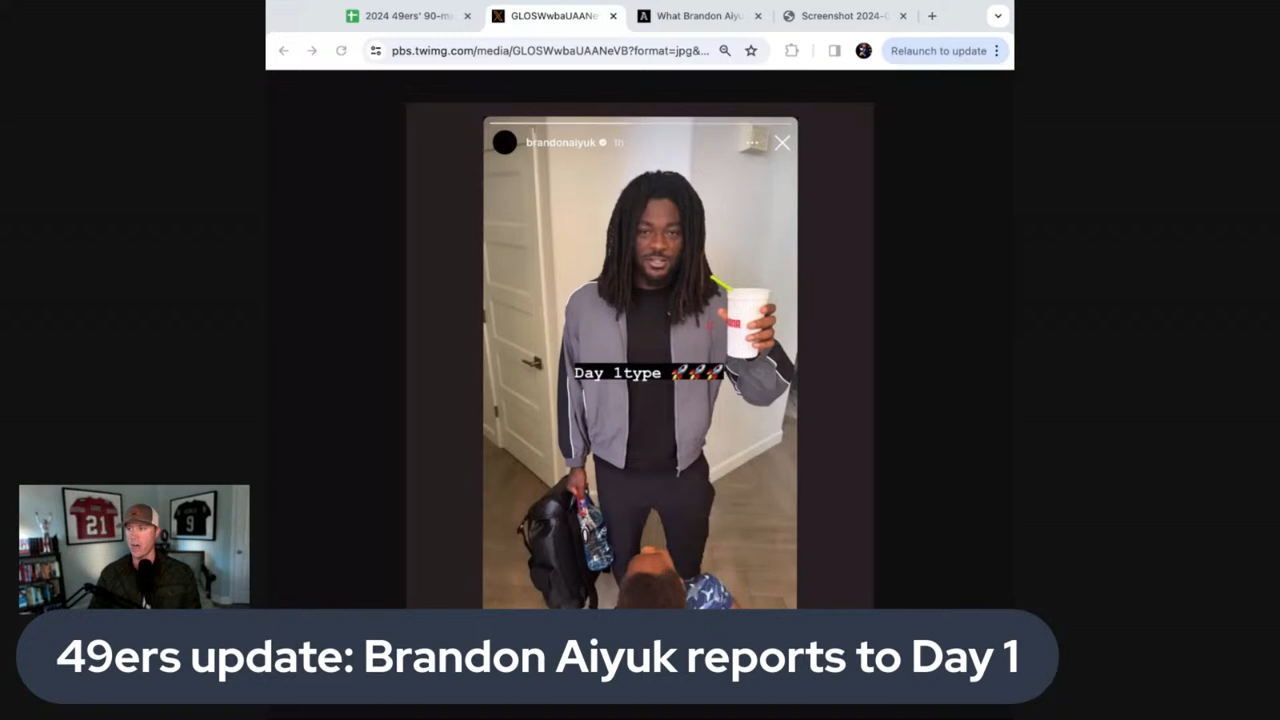 2024 49ers' 90-m
GLOSWwbaUAANe
What Brandon Aiyu
Screenshot 2024-
pbs.twimg.com/media/GLOSWwbaUAANeVB?format=jpg&...
Relaunch to update
brandonaiyuk 1h
Day 1type 🚀🚀🚀
21
9
49ers update: Brandon Aiyuk reports to Day 1